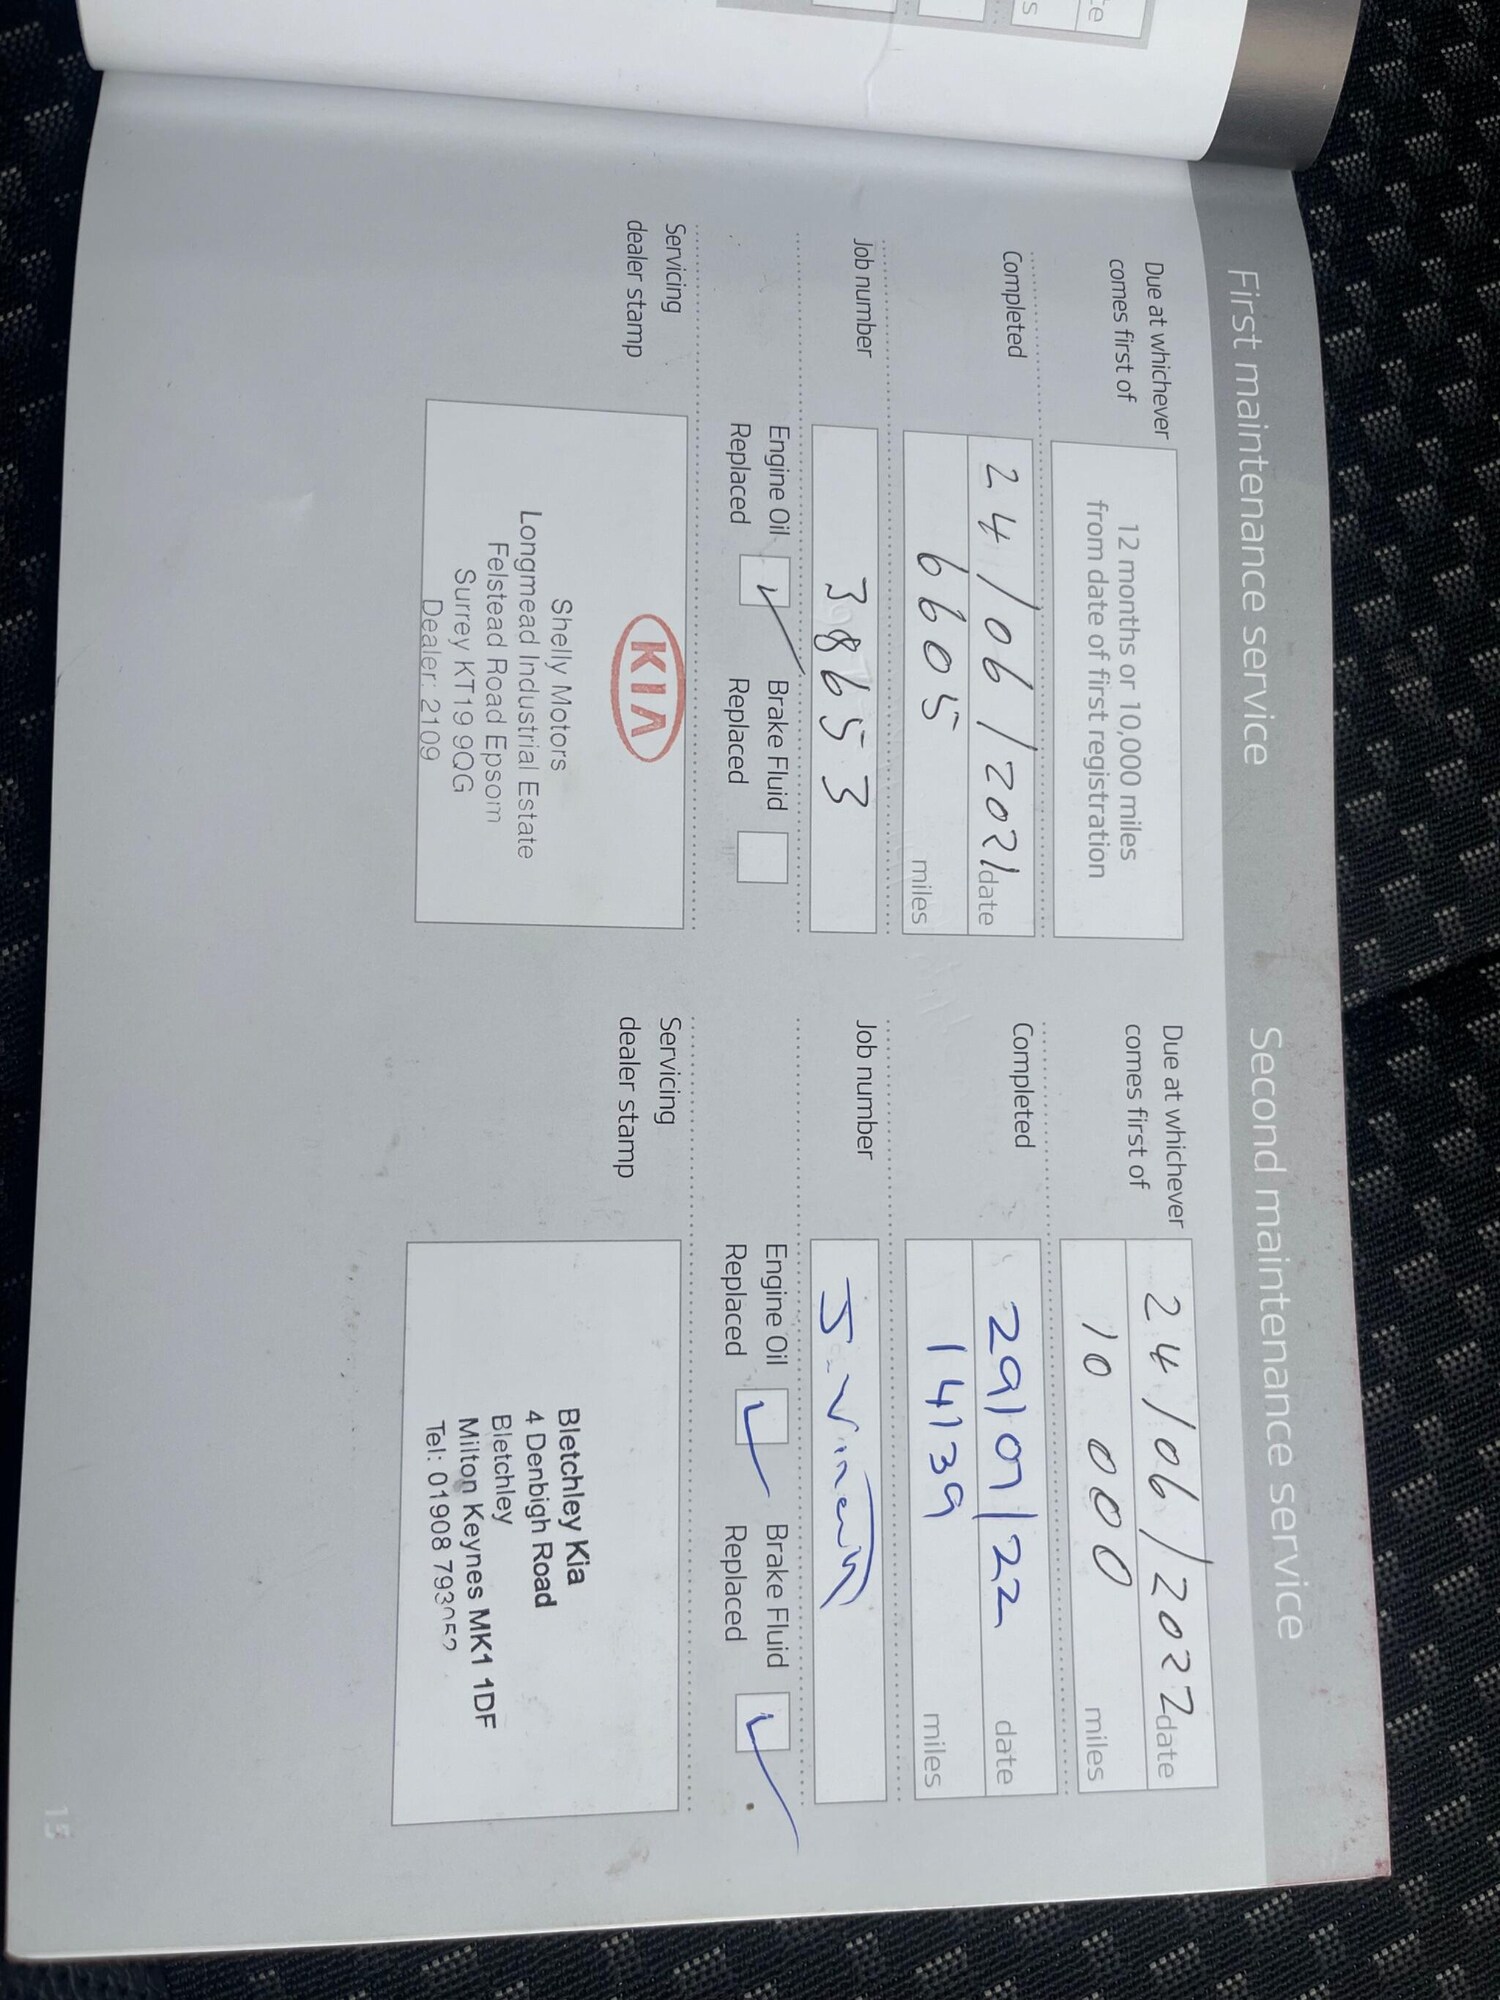 First maintenance service
Due at whichever
comes first of
12 months or 10,000 miles
from date of first registration
Completed
24/06/2021 date
6605 miles
Job number
38653
Engine Oil
Replaced
Brake Fluid
Replaced
Servicing
dealer stamp
KIA
Shelly Motors
Longmead Industrial Estate
Felstead Road Epsom
Surrey KT19 9QG
Dealer: 2109
Second maintenance service
Due at whichever
comes first of
24/06/2022 date
10 000 miles
Completed
29/07/22 date
14139 miles
Job number
Engine Oil
Replaced
Brake Fluid
Replaced
Servicing
dealer stamp
Bletchley Kia
4 Denbigh Road
Bletchley
Milton Keynes MK1 1DF
Tel: 01908
15